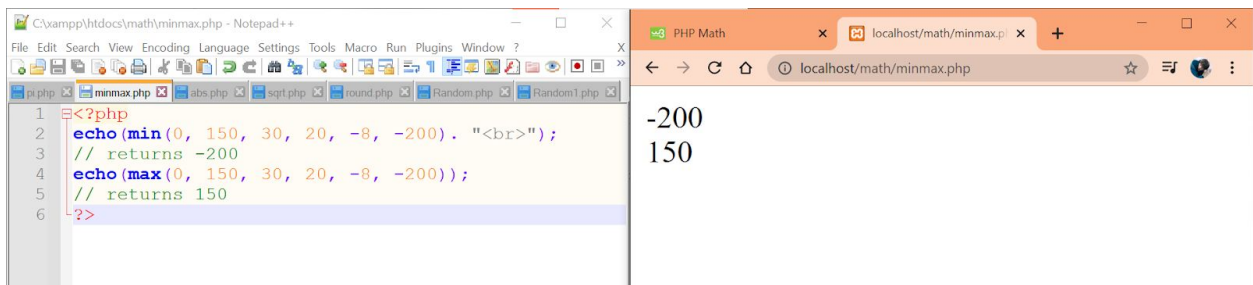 C:\xampp\htdocs\math\minmax.php - Notepad++
File Edit Search View Encoding Language Settings Tools Macro Run Plugins Window ? X
pi.php minmax.php abs.php sqrt.php round.php Random.php Random1.php
1 <?php
2 echo(min(0, 150, 30, 20, -8, -200). "<br>");
3 // returns -200
4 echo(max(0, 150, 30, 20, -8, -200));
5 // returns 150
6 ?>
PHP Math localhost/math/minmax.p
localhost/math/minmax.php
-200
150